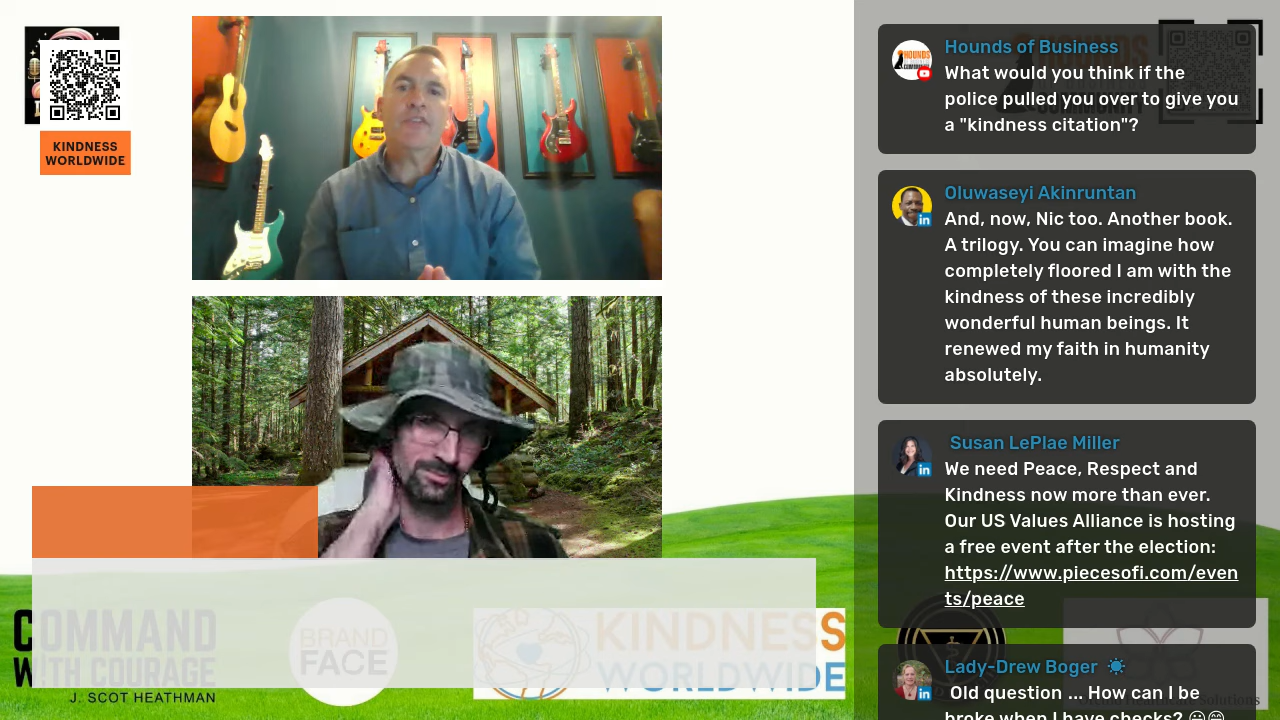 KINDNESS
WORLDWIDE
Hounds of Business
What would you think if the
police pulled you over to give you
a "kindness citation"?
Oluwaseyi Akinruntan
And, now, Nic too. Another book.
A trilogy. You can imagine how
completely floored I am with the
kindness of these incredibly
wonderful human beings. It
renewed my faith in humanity
absolutely.
Susan LePlae Miller
We need Peace, Respect and
Kindness now more than ever.
Our US Values Alliance is hosting
a free event after the election:
https://www.piecesofi.com/even
ts/peace
Lady-Drew Boger ☀
Old question ... How can I be
broke when I have checks?
COMMAND
WITH COURAGE
J. SCOT HEATHMAN
BRAND
FACE
KINDNESS
WORLDWIDE